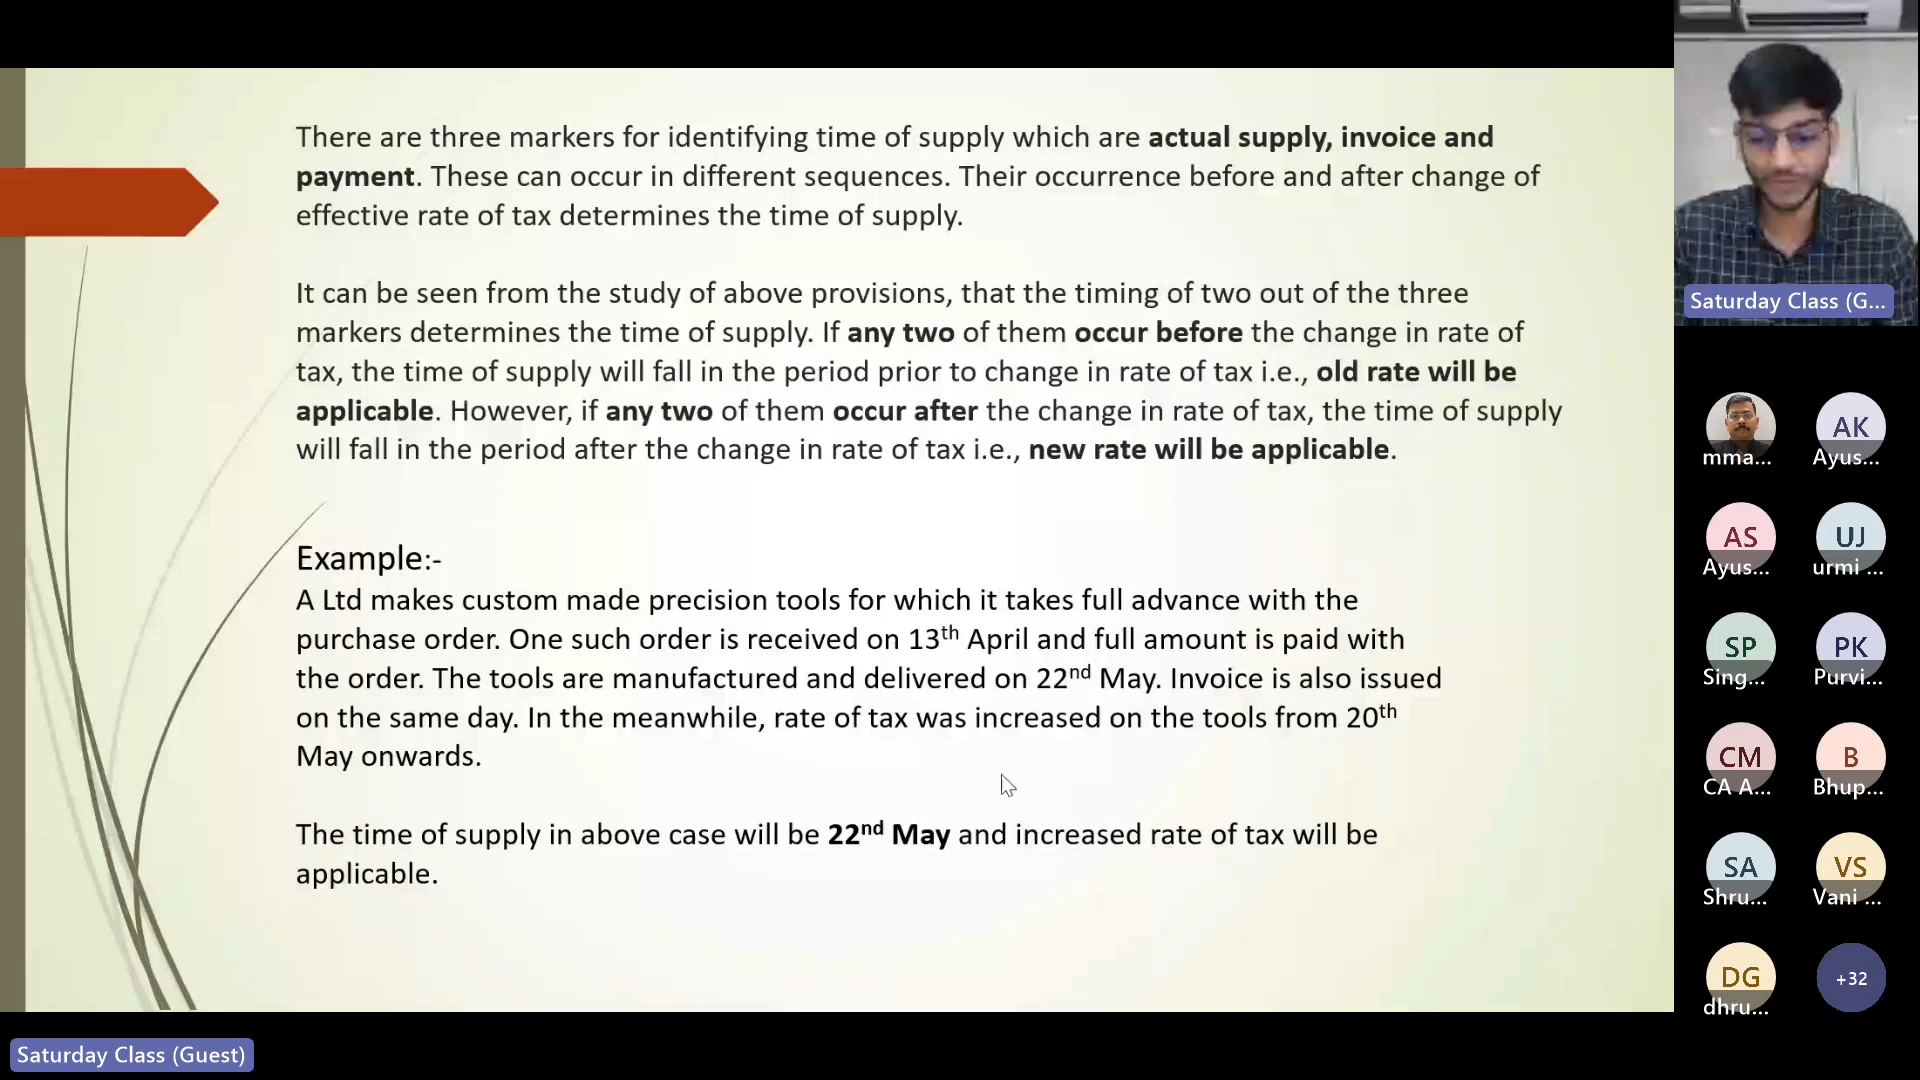 There are three markers for identifying time of supply which are actual supply, invoice and
payment. These can occur in different sequences. Their occurrence before and after change of
effective rate of tax determines the time of supply.
It can be seen from the study of above provisions, that the timing of two out of the three
markers determines the time of supply. If any two of them occur before the change in rate of
tax, the time of supply will fall in the period prior to change in rate of tax i.e., old rate will be
applicable. However, if any two of them occur after the change in rate of tax, the time of supply
will fall in the period after the change in rate of tax i.e., new rate will be applicable.
Example:-
A Ltd makes custom made precision tools for which it takes full advance with the
purchase order. One such order is received on 13th April and full amount is paid with
the order. The tools are manufactured and delivered on 22nd May. Invoice is also issued
on the same day. In the meanwhile, rate of tax was increased on the tools from 20th
May onwards.
The time of supply in above case will be 22nd May and increased rate of tax will be
applicable.
Saturday Class (G...
mma...
AK
Ayus...
AS
Ayus...
UJ
urmi ...
SP
Sing...
PK
Purvi...
CM
CA A...
B
Bhup...
SA
Shru...
VS
Vani ...
DG
dhru...
+32
Saturday Class (Guest)